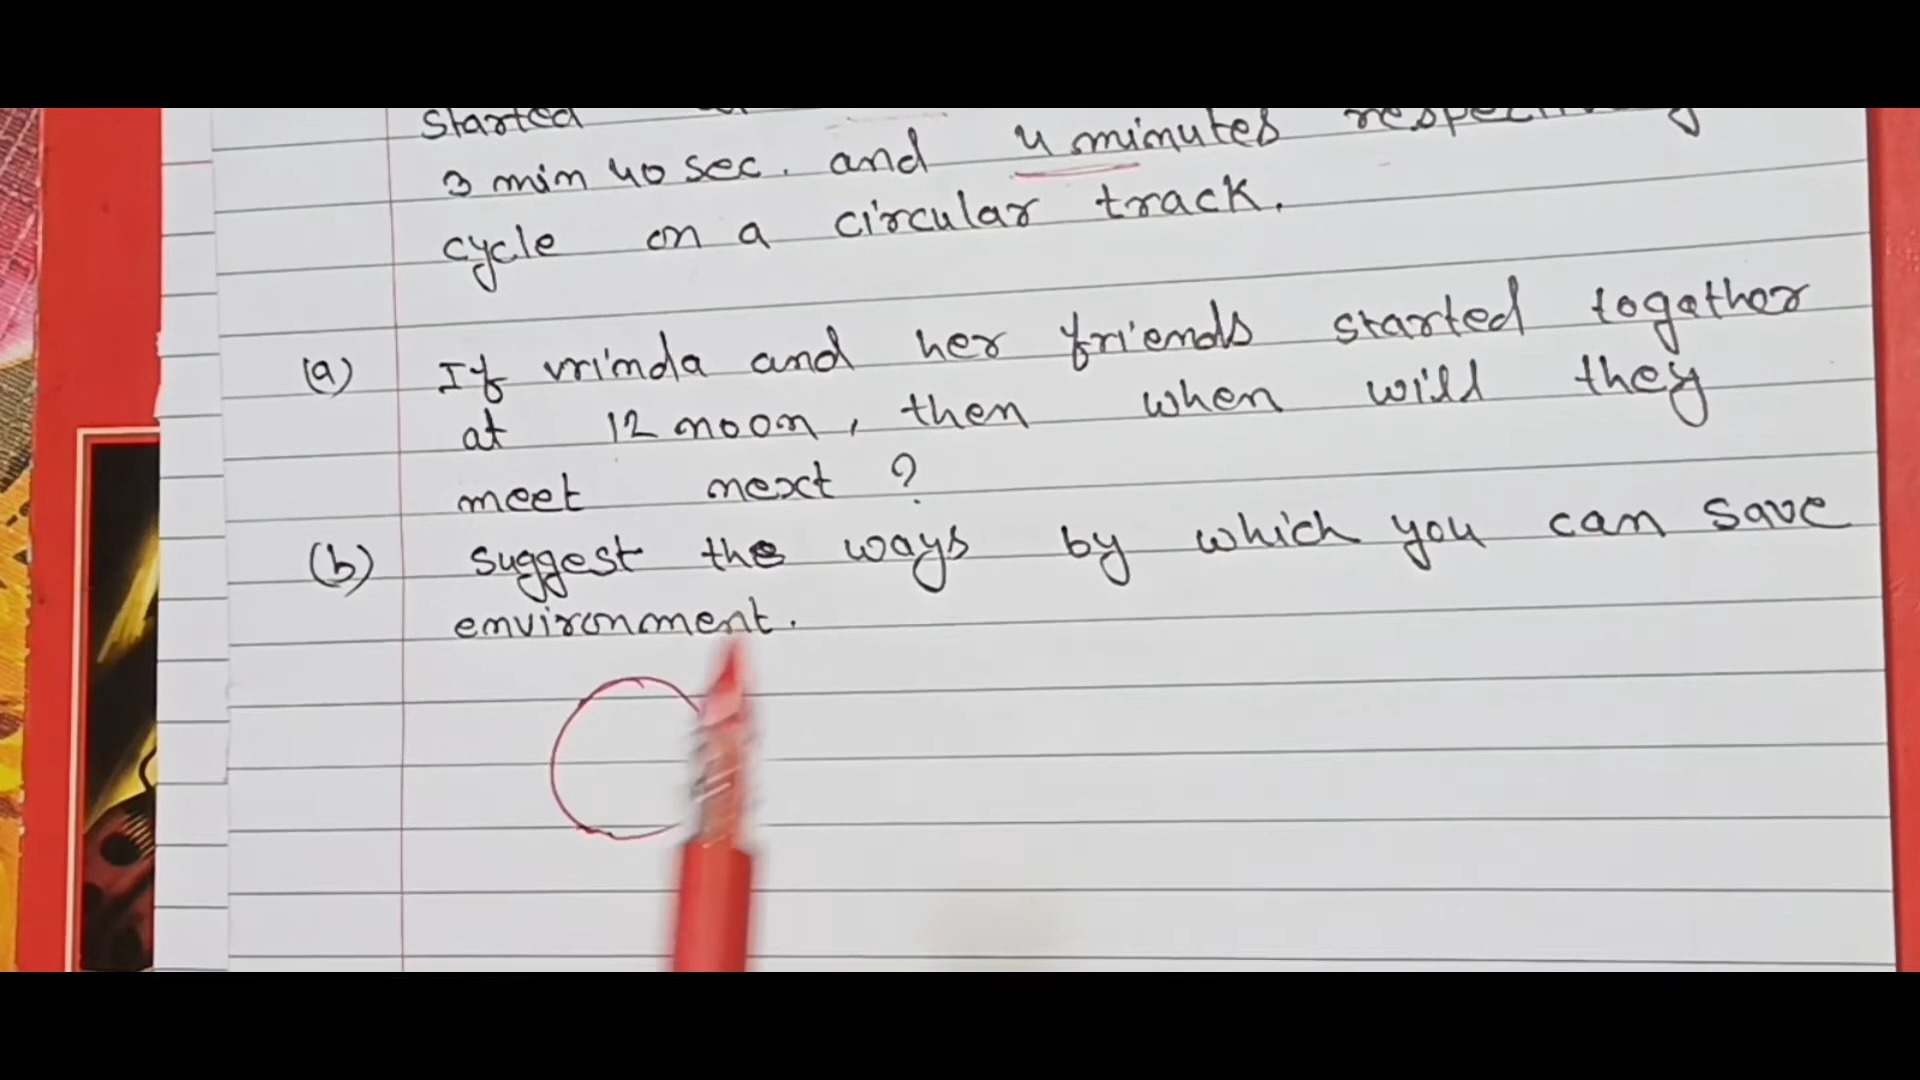 started
3 min 40 sec. and 4 minutes respectively
cycle on a circular track.
(a) If vrinda and her friends started together
at 12 noon, then when will they
meet next ?
(b) suggest the ways by which you can save
environment.